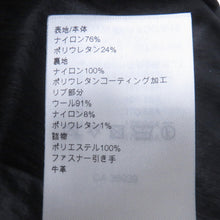 表地/本体
ナイロン76%
ポリウレタン24%
裏地
ナイロン100%
ポリウレタンコーティング加工
リブ部分
ウール91%
ナイロン8%
ポリウレタン1%
刺繍
ポリエステル100%
ファスナー引き手
牛革